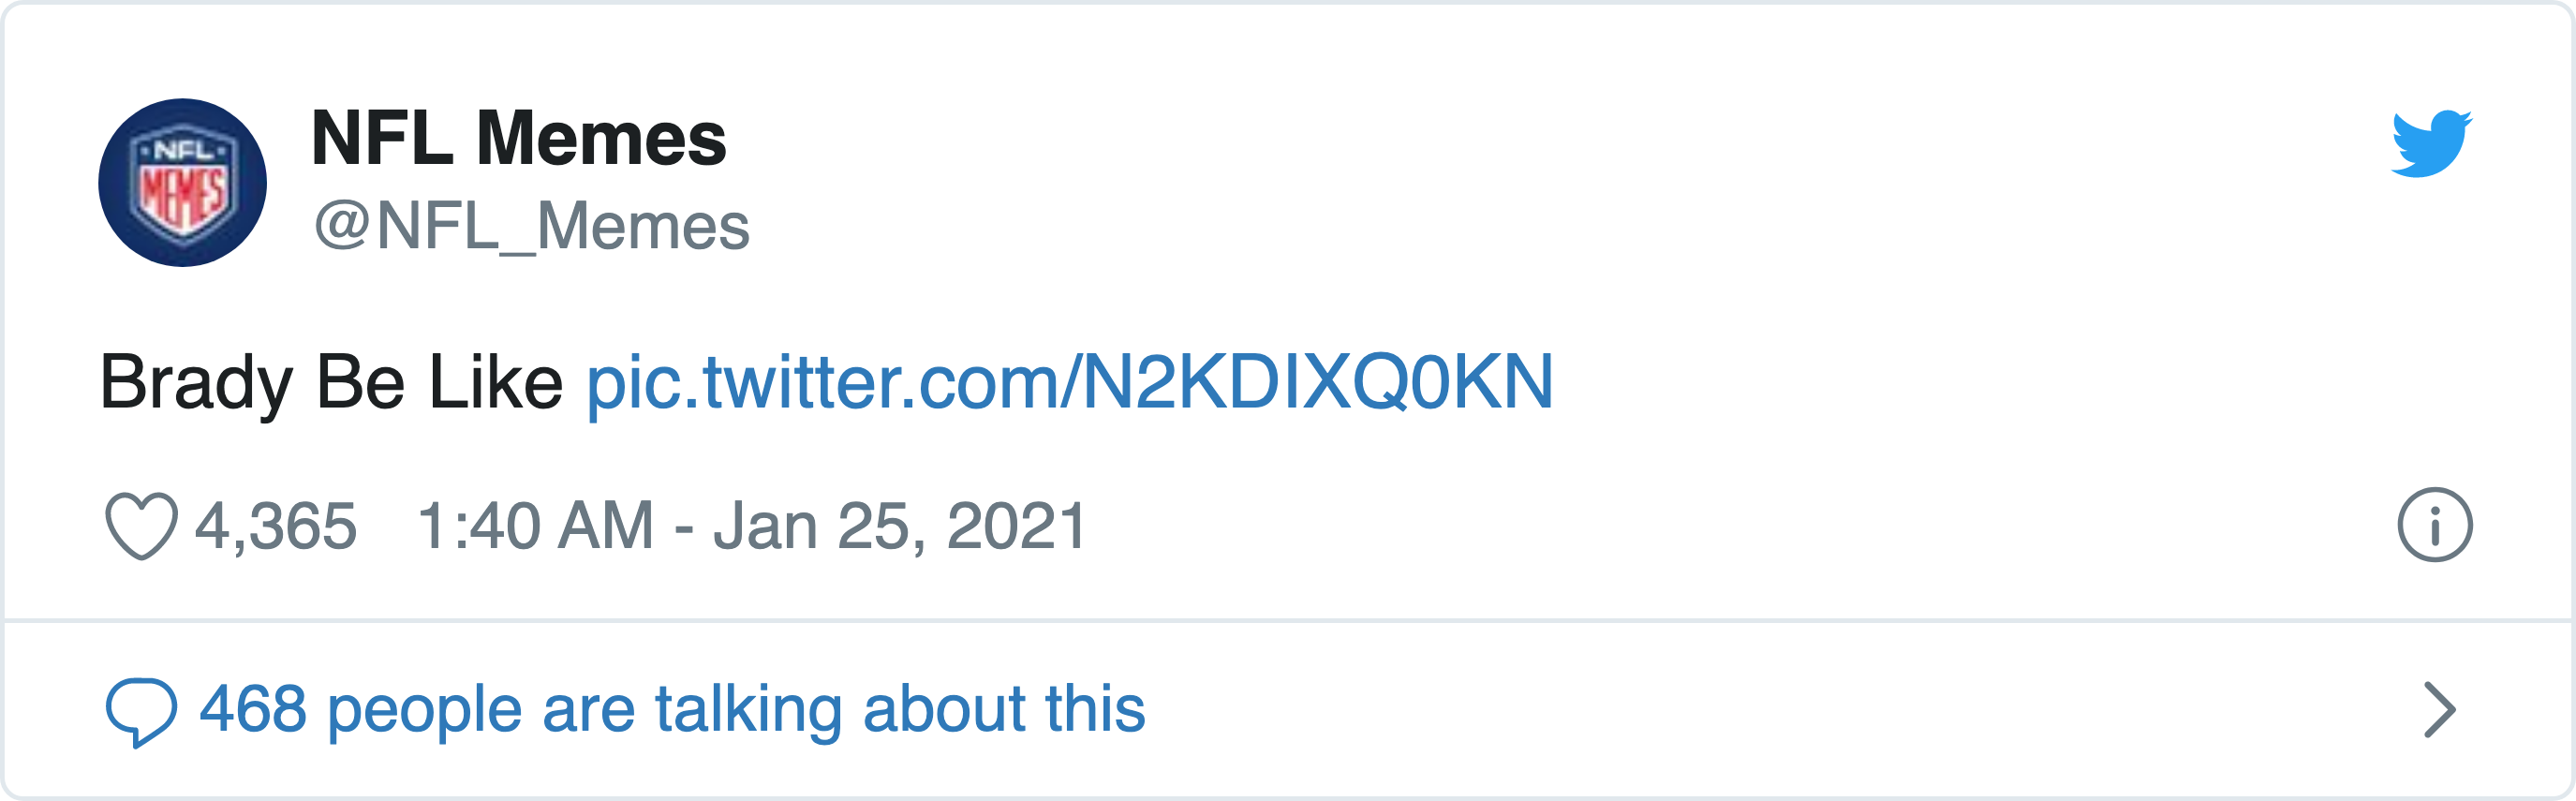 NFL
MEMES
NFL Memes
@NFL_Memes
Brady Be Like pic.twitter.com/N2KDIXQ0KN
4,365 1:40 AM - Jan 25, 2021
468 people are talking about this